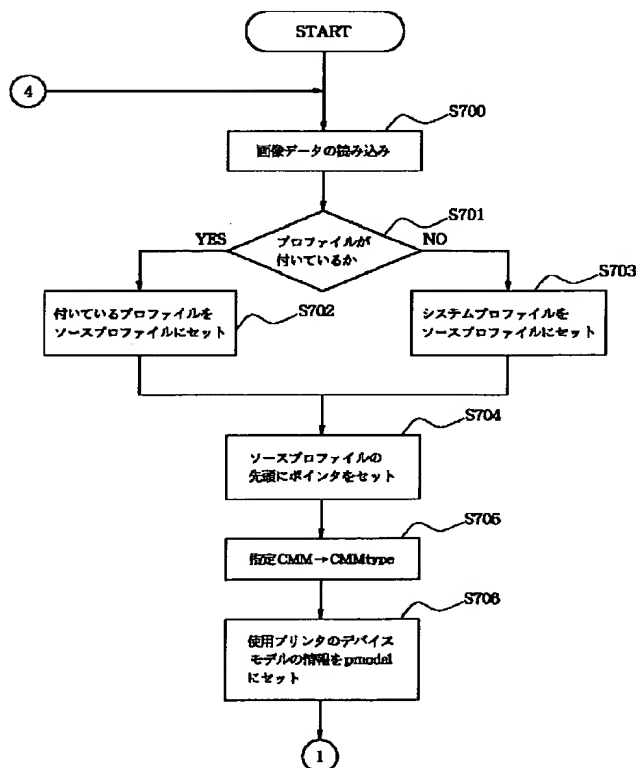 START
4
S700
画像データの読み込み
S701
YES
プロファイルが
付いているか
NO
S703
付いているプロファイルを
ソースプロファイルにセット
S702
システムプロファイルを
ソースプロファイルにセット
S704
ソースプロファイルの
先頭にポインタをセット
S705
指定CMM→CMMtype
S706
使用プリンタのデバイス
モデルの情報をpmodel
にセット
1